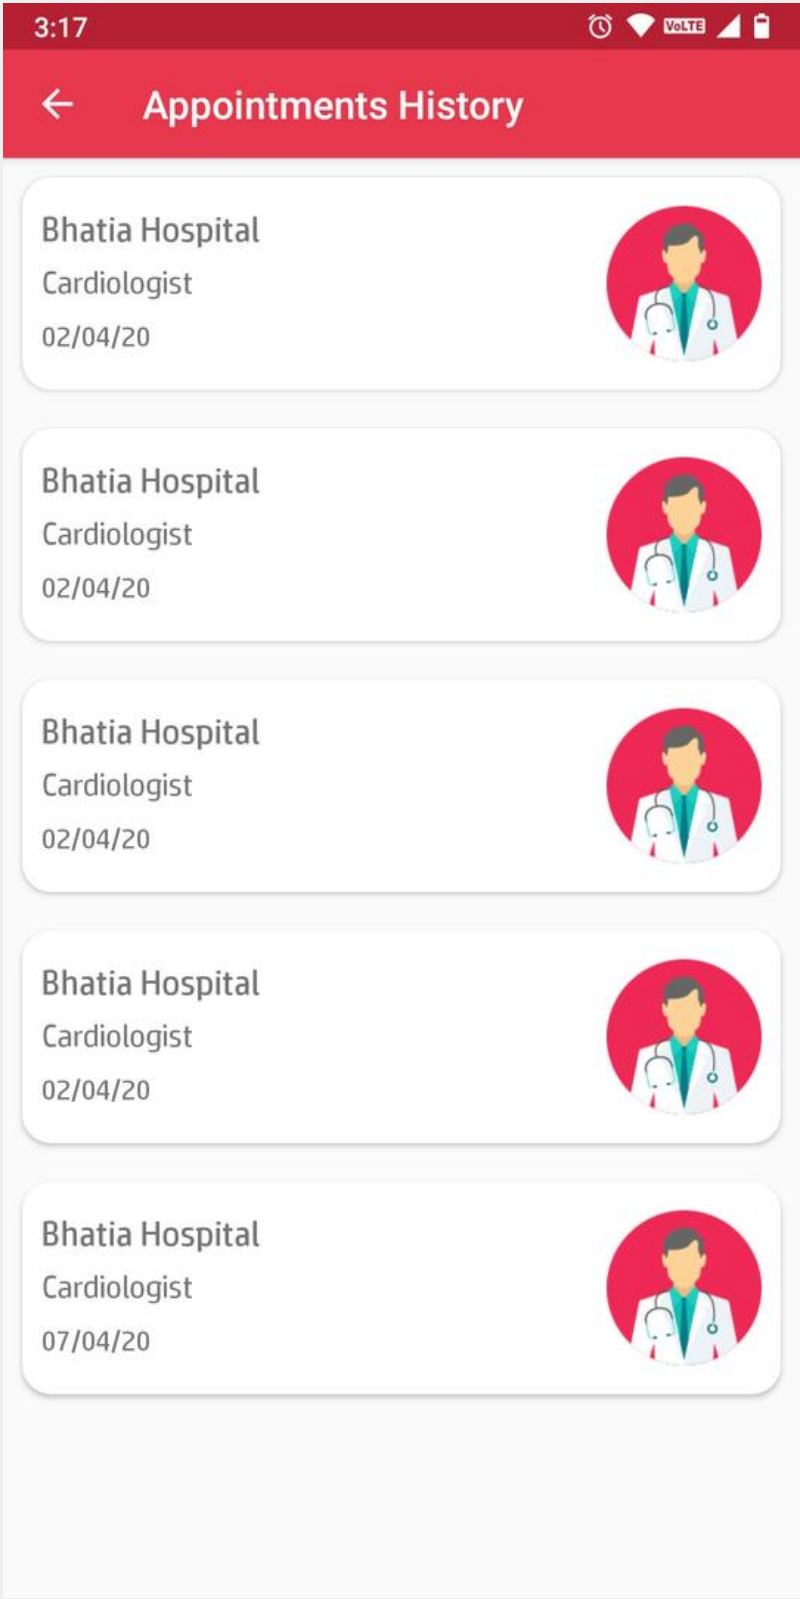 3:17
VoLTE
Appointments History
Bhatia Hospital
Cardiologist
02/04/20
Bhatia Hospital
Cardiologist
02/04/20
Bhatia Hospital
Cardiologist
02/04/20
Bhatia Hospital
Cardiologist
02/04/20
Bhatia Hospital
Cardiologist
07/04/20